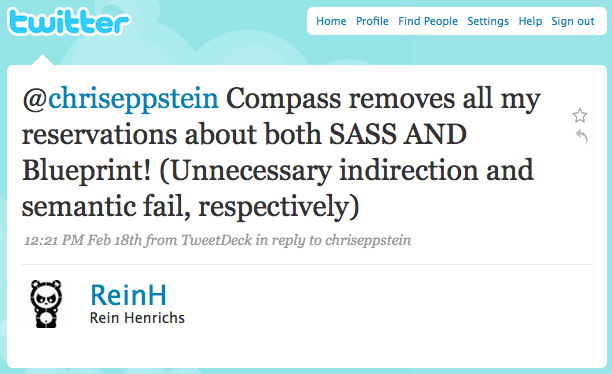 twitter
Home Profile Find People Settings Help Sign out
@chriseppstein Compass removes all my
reservations about both SASS AND
Blueprint! (Unnecessary indirection and
semantic fail, respectively)
12:21 PM Feb 18th from TweetDeck in reply to chriseppstein
ReinH
Rein Henrichs